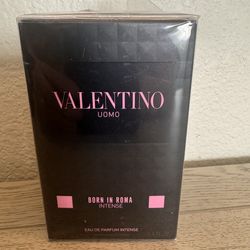 VALENTINO
UOMO
BORN IN ROMA
INTENSE
EAU DE PARFUM INTENSE